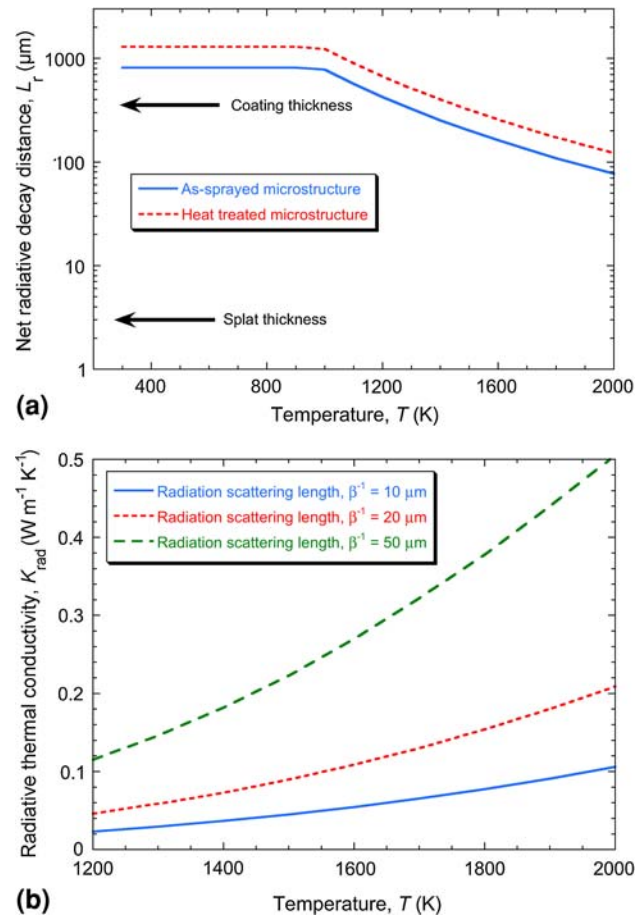 (a)
Net radiative decay distance, Lr (μm)
1000
100
10
1
Coating thickness
As-sprayed microstructure
Heat treated microstructure
Splat thickness
400 800 1200 1600 2000
Temperature, T (K)
(b)
Radiative thermal conductivity, Krad (W m⁻¹ K⁻¹)
0.5
0.4
0.3
0.2
0.1
0
Radiation scattering length, β⁻¹ = 10 μm
Radiation scattering length, β⁻¹ = 20 μm
Radiation scattering length, β⁻¹ = 50 μm
1200 1400 1600 1800 2000
Temperature, T (K)